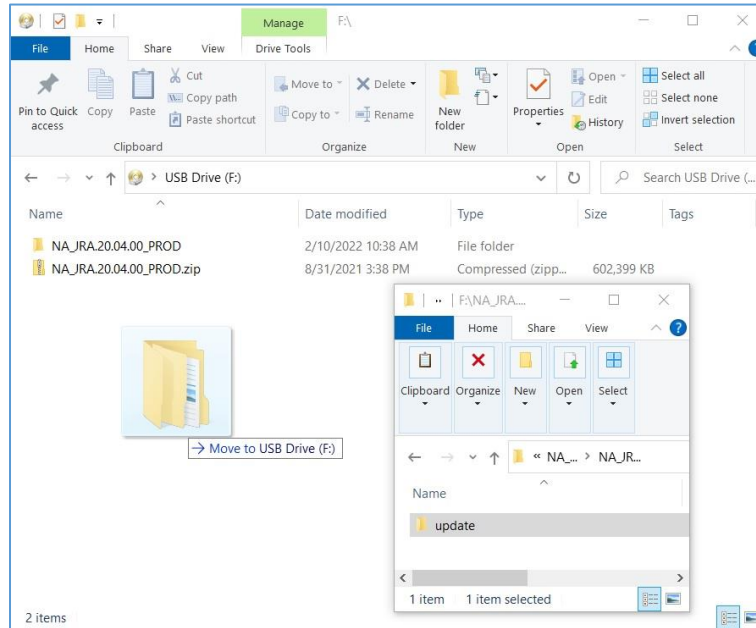 Manage F:\
File Home Share View Drive Tools
Pin to Quick access
Copy
Paste
Cut
Copy path
Paste shortcut
Clipboard
Move to
Copy to
Delete
Rename
Organize
New folder
New
Properties
Open
Edit
History
Open
Select all
Select none
Invert selection
Select
USB Drive (F:)
Search USB Drive (...
Name Date modified Type Size Tags
NA_JRA.20.04.00_PROD 2/10/2022 10:38 AM File folder
NA_JRA.20.04.00_PROD.zip 8/31/2021 3:38 PM Compressed (zipp... 602,399 KB
→ Move to USB Drive (F:)
F:\NA_JRA....
File Home Share View
Clipboard Organize New Open Select
« NA_... > NA_JR...
Name
update
1 item 1 item selected
2 items